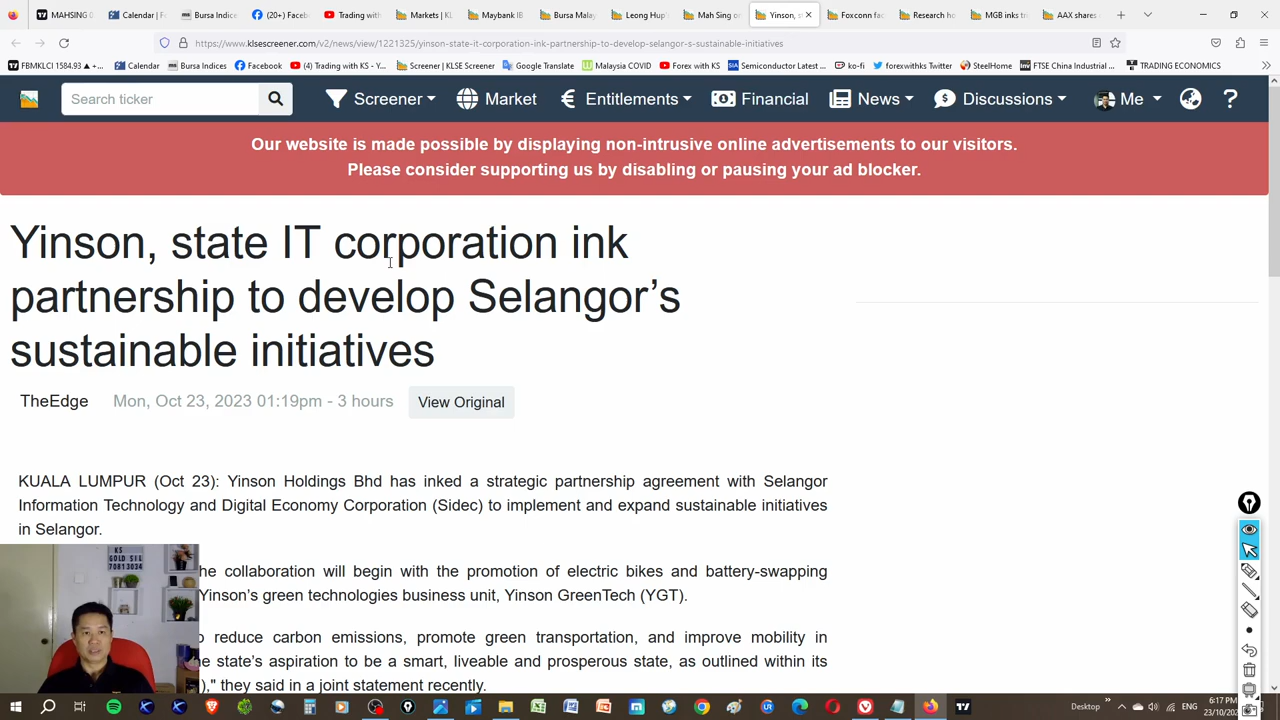 MAHSING
Calendar | F
Bursa Indice
(20+) Faceb
Trading with
Markets | KL
Maybank IB
Bursa Malay
Leong Hup's
Mah Sing or
Yinson, st
Foxconn fac
Research ha
MGB inks tr
AAX shares
https://www.klsescreener.com/v2/news/view/1221325/yinson-state-it-corporation-ink-partnership-to-develop-selangor-s-sustainable-initiatives
FBMKLCI 1584.93 ▲ +...
Calendar
Bursa Indices
Facebook
(4) Trading with KS - Y...
Screener | KLSE Screener
Google Translate
Malaysia COVID
Forex with KS
Semiconductor Latest ...
ko-fi
forexwithks Twitter
SteelHome
FTSE China Industrial ...
TRADING ECONOMICS
Search ticker
Screener
Market
Entitlements
Financial
News
Discussions
Me
Our website is made possible by displaying non-intrusive online advertisements to our visitors.
Please consider supporting us by disabling or pausing your ad blocker.
Yinson, state IT corporation ink
partnership to develop Selangor’s
sustainable initiatives
TheEdge Mon, Oct 23, 2023 01:19pm - 3 hours View Original
KUALA LUMPUR (Oct 23): Yinson Holdings Bhd has inked a strategic partnership agreement with Selangor
Information Technology and Digital Economy Corporation (Sidec) to implement and expand sustainable initiatives
in Selangor.
he collaboration will begin with the promotion of electric bikes and battery-swapping
Yinson’s green technologies business unit, Yinson GreenTech (YGT).
reduce carbon emissions, promote green transportation, and improve mobility in
e state’s aspiration to be a smart, liveable and prosperous state, as outlined within its
)," they said in a joint statement recently.
KS
GOLD SIL
70813034
Desktop
ENG
6:17 PM
23/10/20